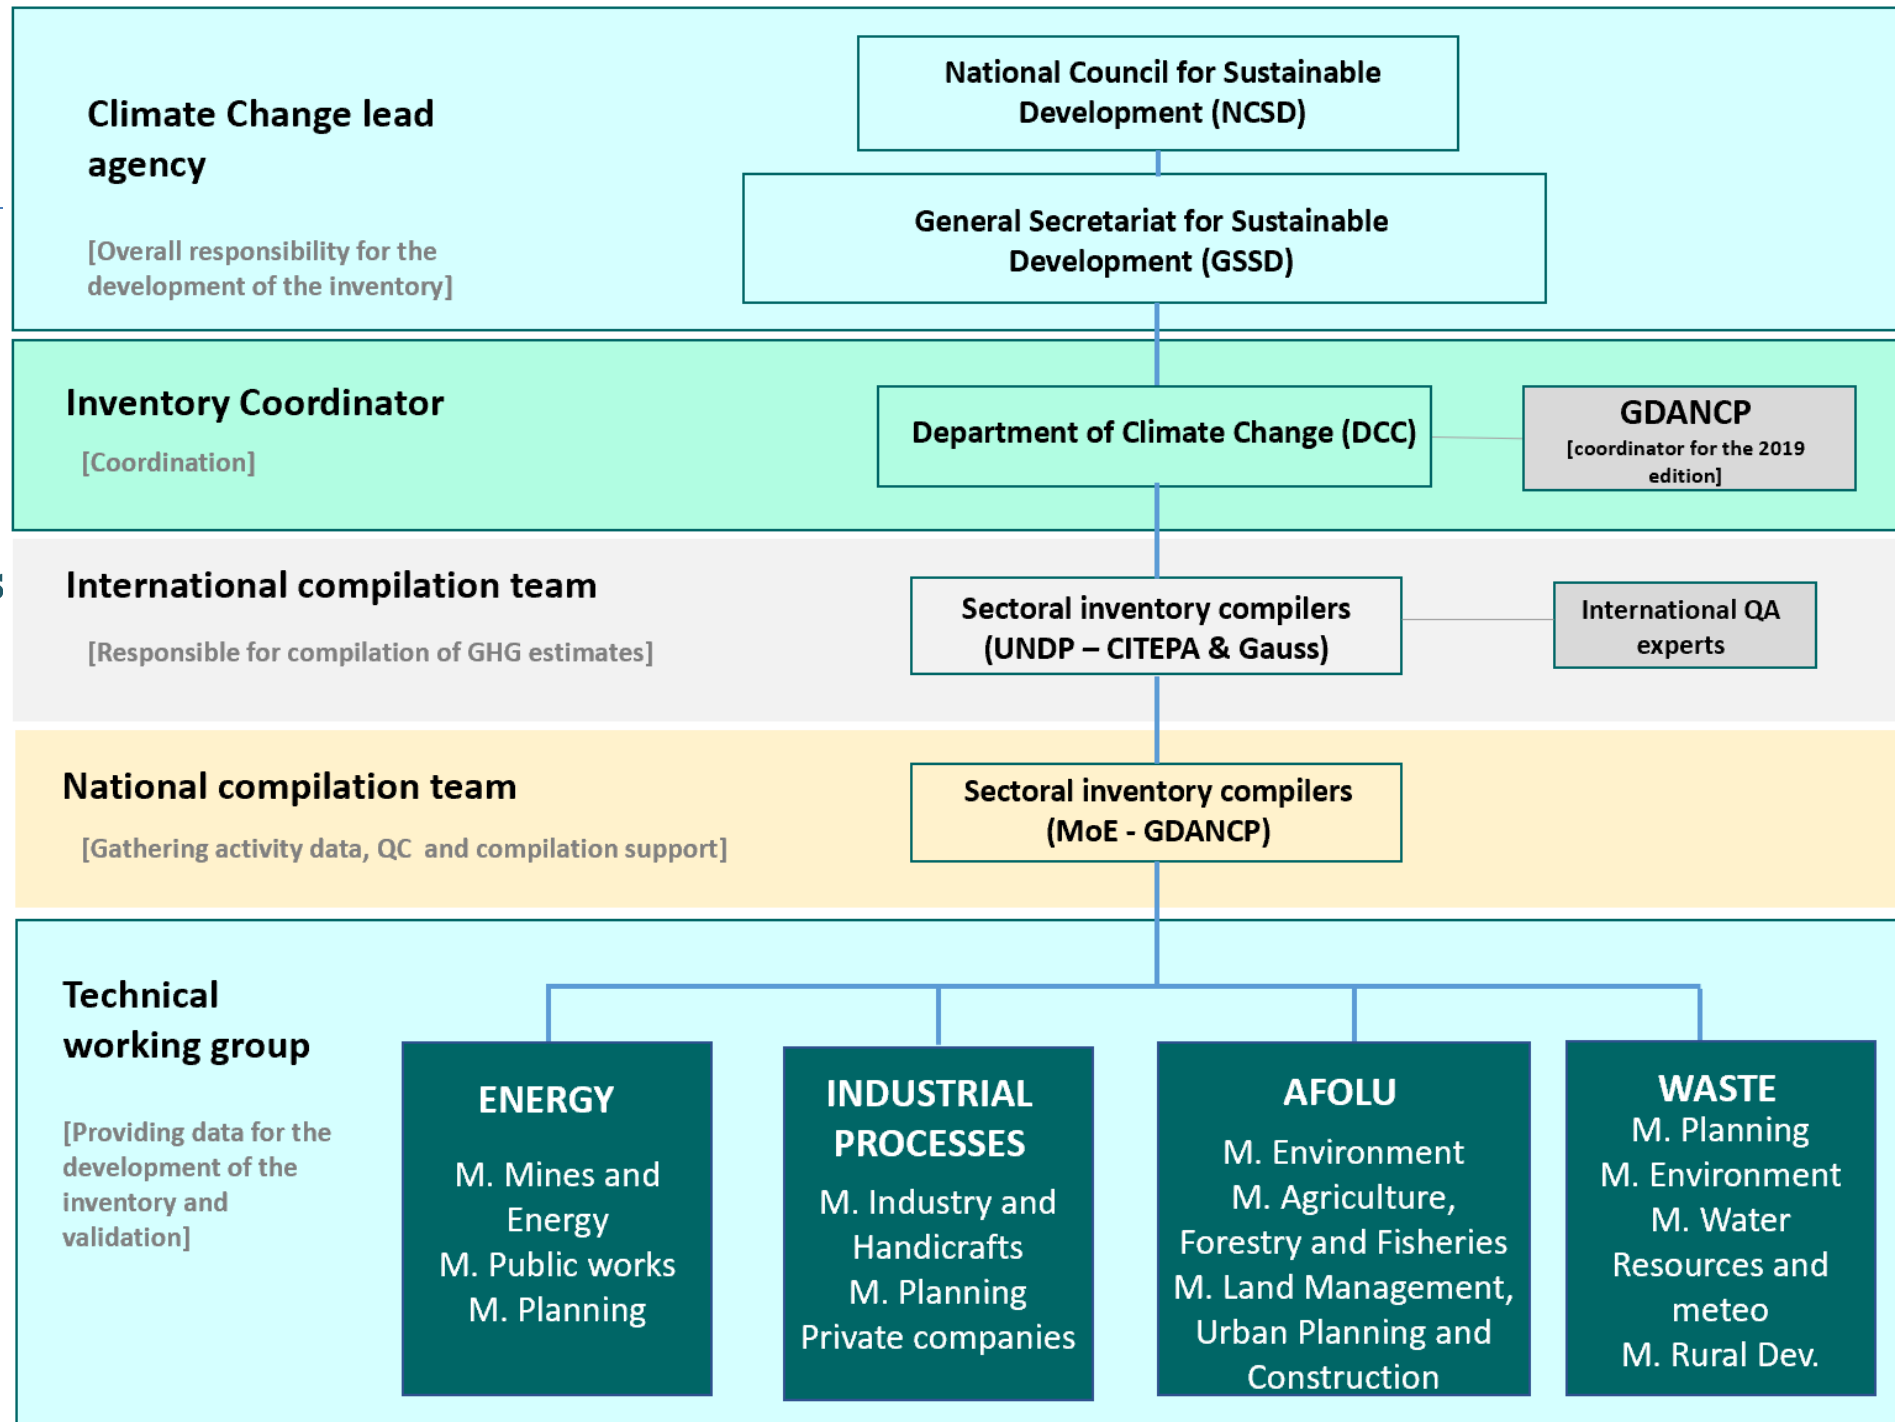 Climate Change lead
agency
[Overall responsibility for the
development of the inventory]
National Council for Sustainable
Development (NCSD)
General Secretariat for Sustainable
Development (GSSD)
Inventory Coordinator
[Coordination]
Department of Climate Change (DCC)
GDANCP
[coordinator for the 2019
edition]
International compilation team
[Responsible for compilation of GHG estimates]
Sectoral inventory compilers
(UNDP – CITEPA & Gauss)
International QA
experts
National compilation team
[Gathering activity data, QC and compilation support]
Sectoral inventory compilers
(MoE - GDANCP)
Technical
working group
[Providing data for the
development of the
inventory and
validation]
ENERGY
M. Mines and
Energy
M. Public works
M. Planning
INDUSTRIAL
PROCESSES
M. Industry and
Handicrafts
M. Planning
Private companies
AFOLU
M. Environment
M. Agriculture,
Forestry and Fisheries
M. Land Management,
Urban Planning and
Construction
WASTE
M. Planning
M. Environment
M. Water
Resources and
meteo
M. Rural Dev.